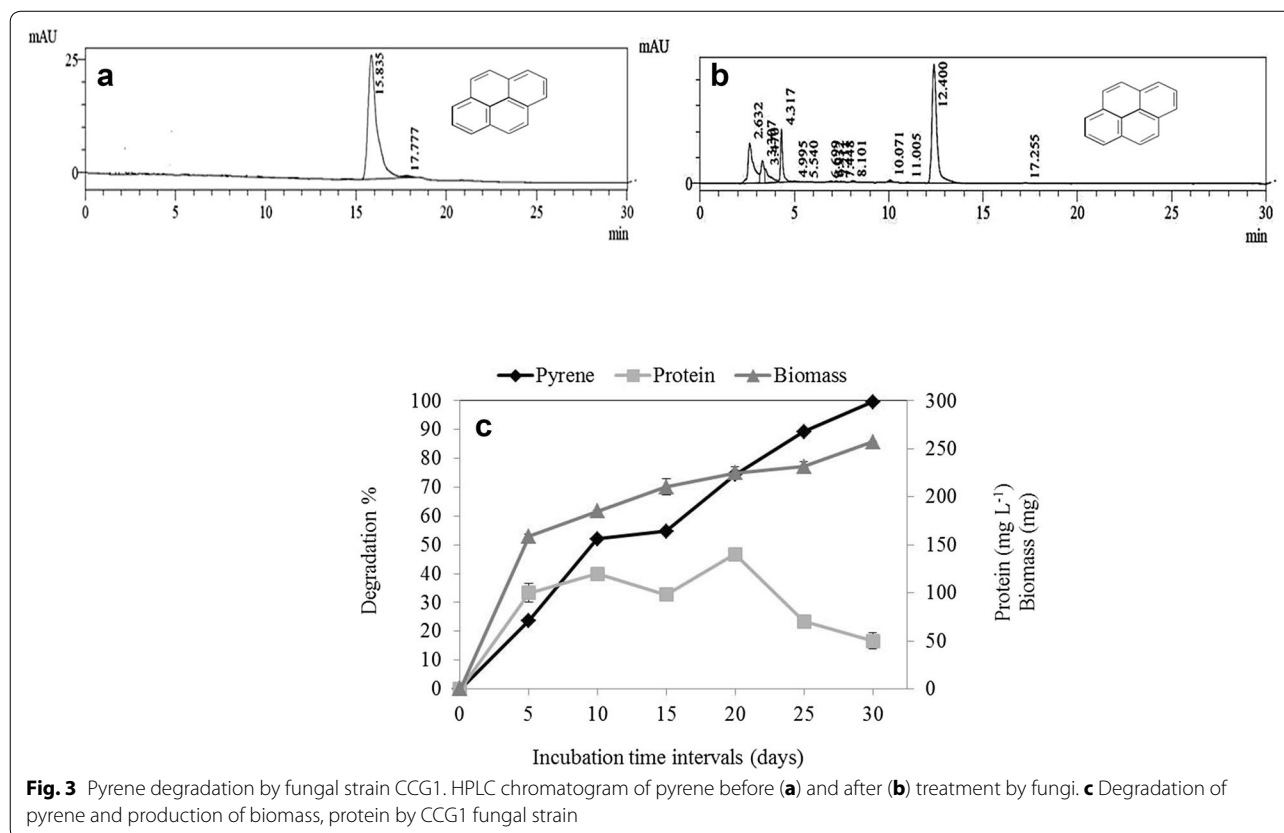 mAU
25
a
15.835
17.777
0
0 5 10 15 20 25 30
min
mAU
b
2.632
4.317
4.995
5.540
8.101
10.071
11.005
12.400
17.255
0
0 5 10 15 20 25 30
min
Pyrene Protein Biomass
c
100
90
80
70
60
50
40
30
20
10
0
Degradation %
300
250
200
150
100
50
0
Protein (mg L-1)
Biomass (mg)
0 5 10 15 20 25 30
Incubation time intervals (days)
Fig. 3 Pyrene degradation by fungal strain CCG1. HPLC chromatogram of pyrene before (a) and after (b) treatment by fungi. c Degradation of
pyrene and production of biomass, protein by CCG1 fungal strain